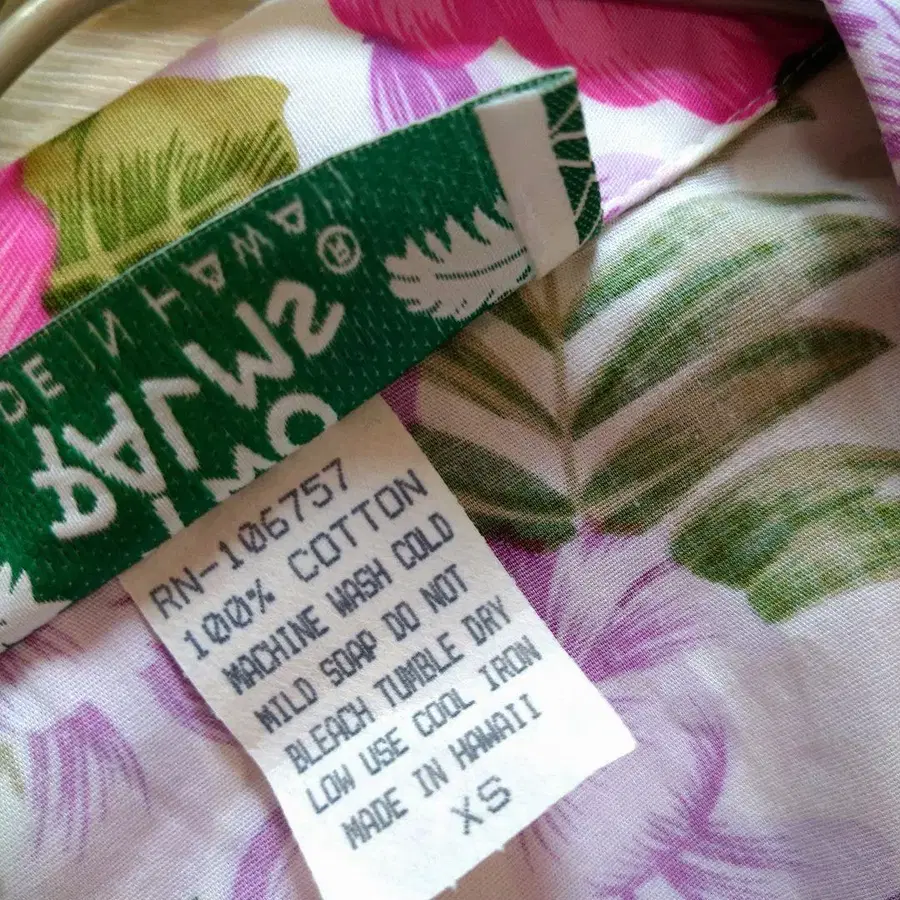 PALMS ®
RN-106757
100% COTTON
MACHINE WASH COLD
MILD SOAP DO NOT
BLEACH TUMBLE DRY
LOW USE COOL IRON
MADE IN HAWAII
XS